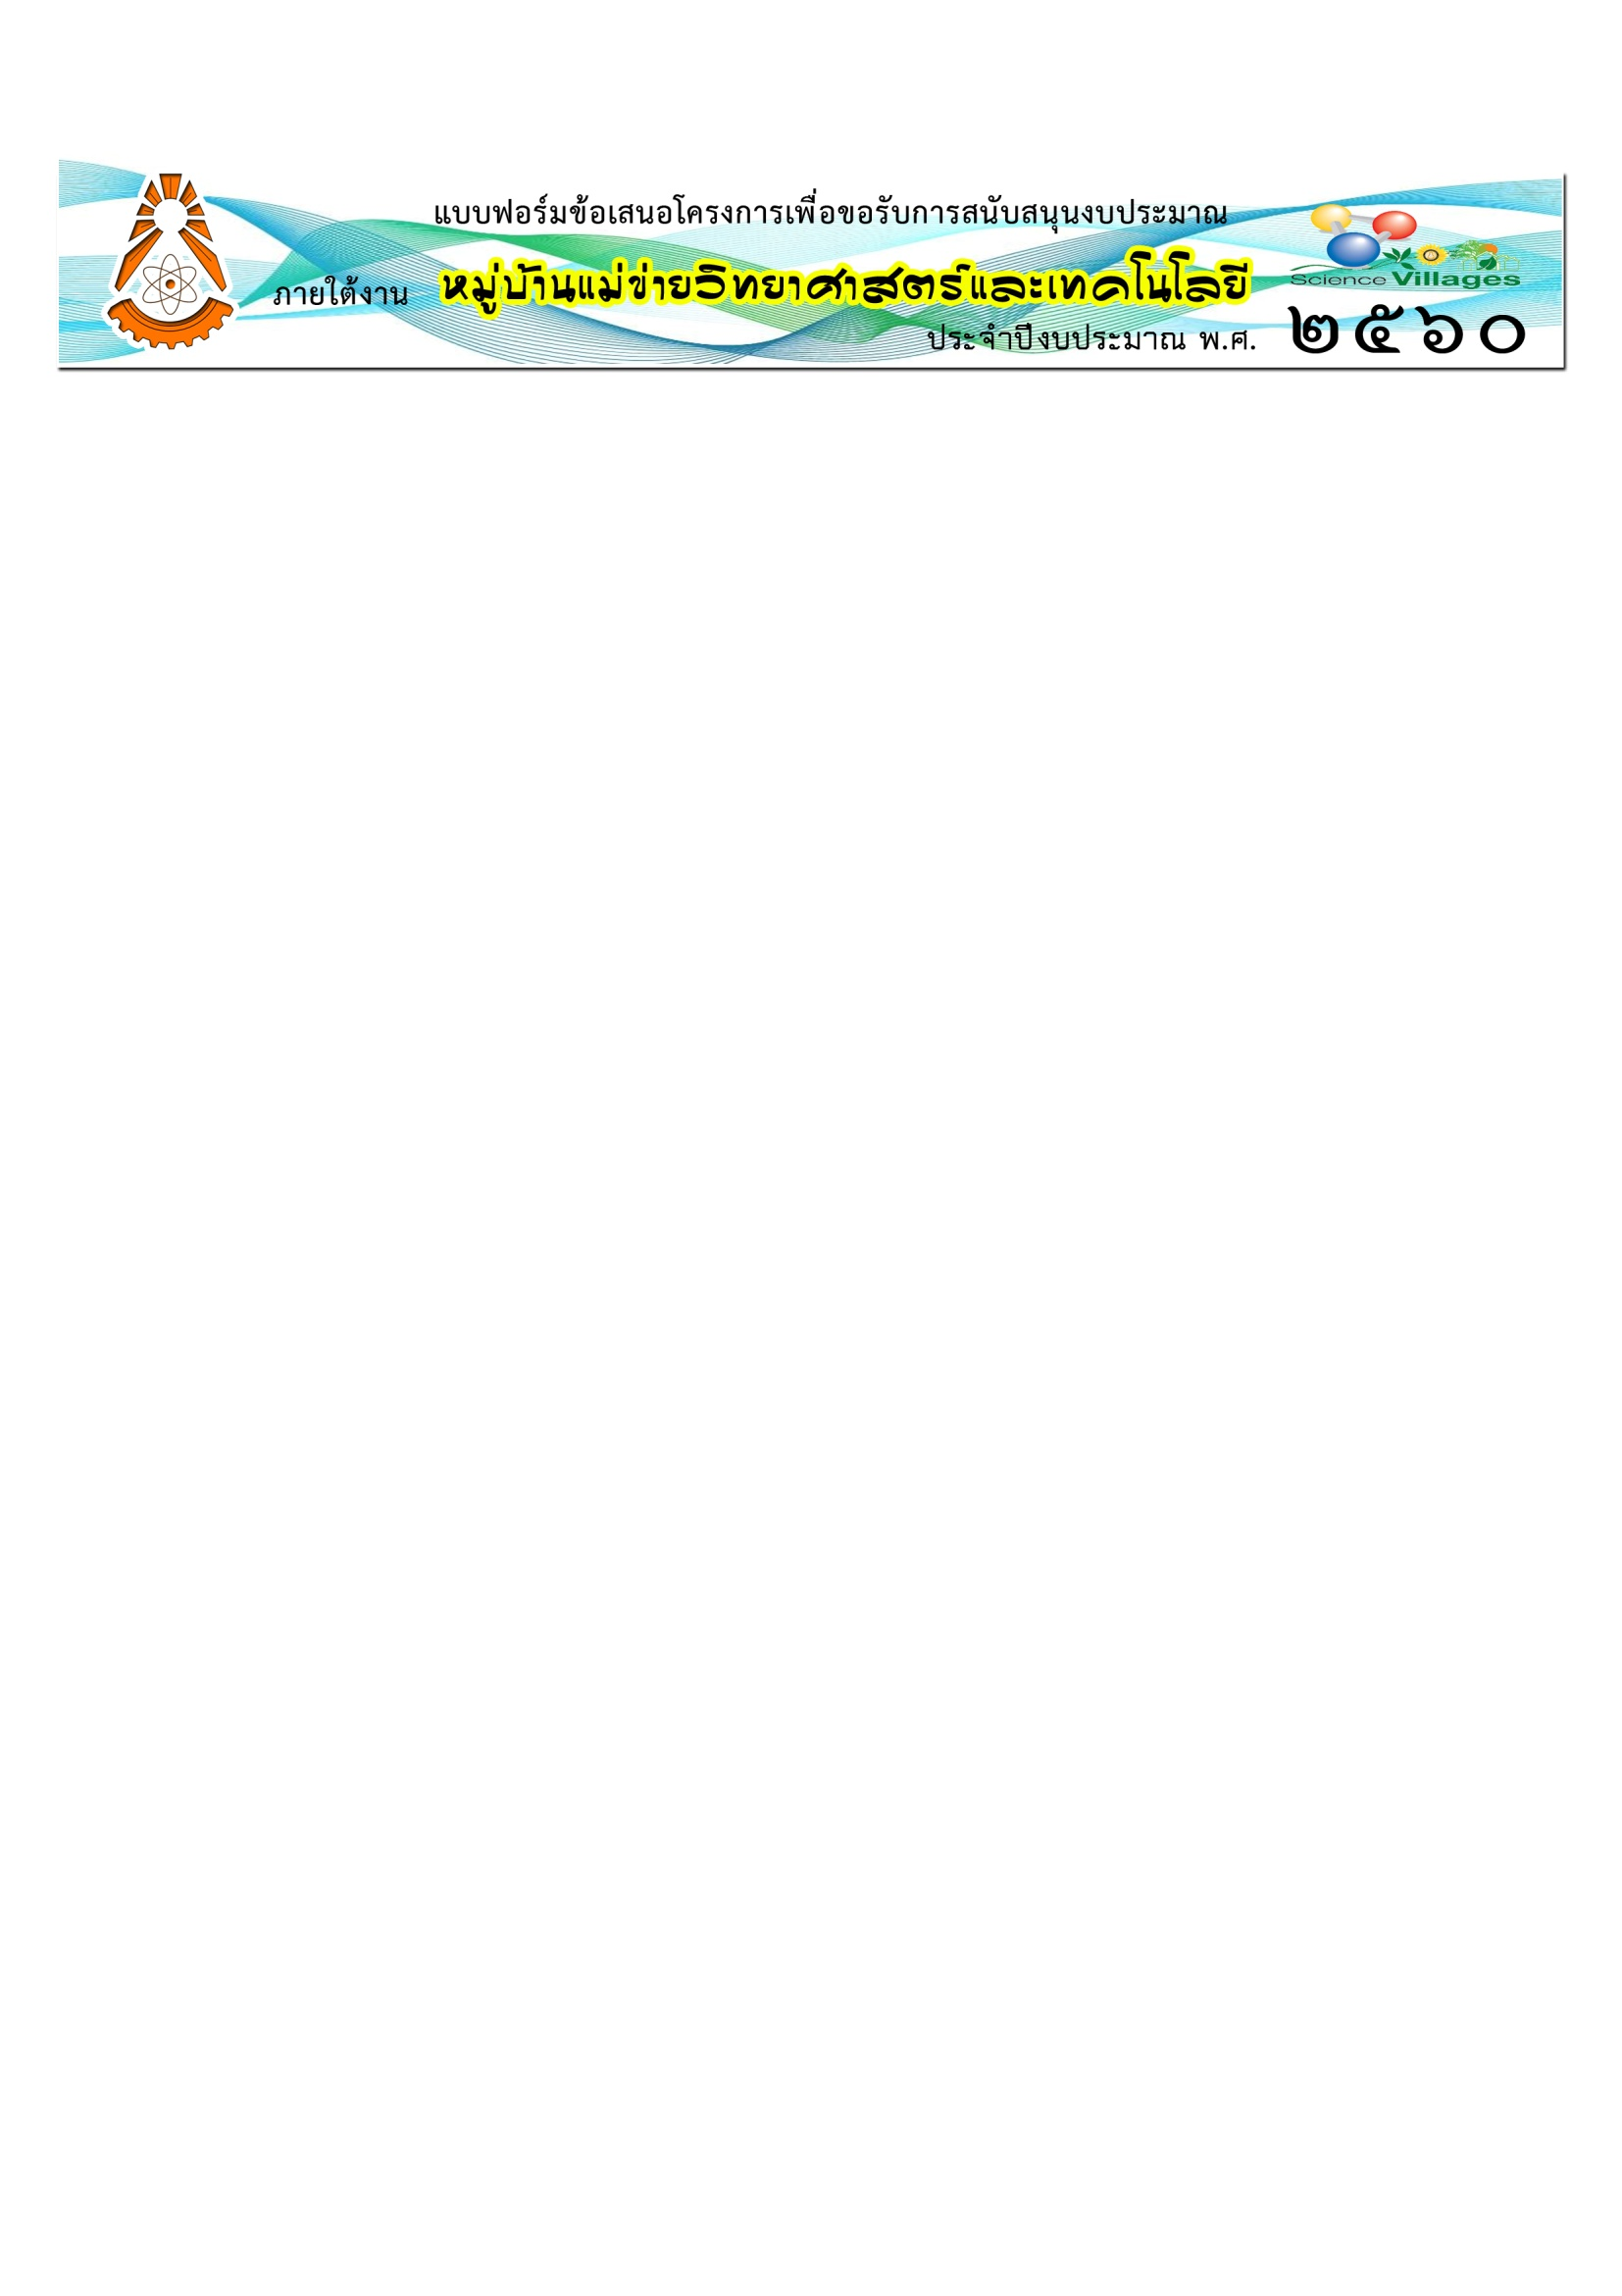 แบบฟอร์มข้อเสนอโครงการเพื่อขอรับการสนับสนุนงบประมาณ
ภายใต้งาน หมู่บ้านแม่ข่ายวิทยาศาสตร์และเทคโนโลยี
Science Villages
ประจำปีงบประมาณ พ.ศ. ๒๕๖๐